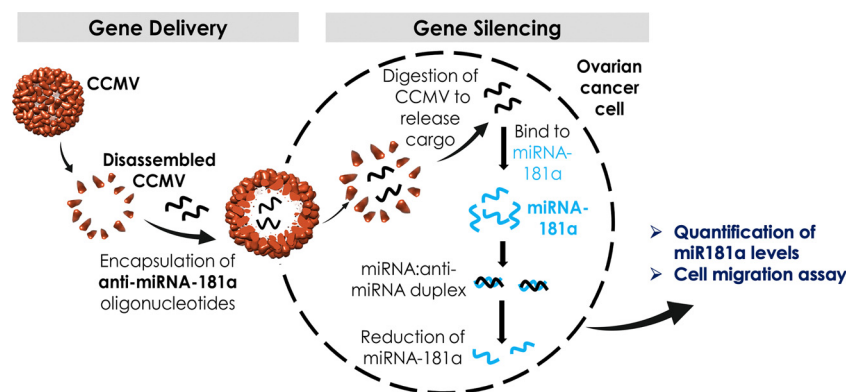 Gene Delivery
Gene Silencing
CCMV
Disassembled
CCMV
Encapsulation of
anti-miRNA-181a
oligonucleotides
Digestion of
CCMV to
release
cargo
Ovarian
cancer
cell
Bind to
miRNA-
181a
miRNA-
181a
miRNA:anti-
miRNA duplex
Reduction of
miRNA-181a
➢ Quantification of
miR181a levels
➢ Cell migration assay